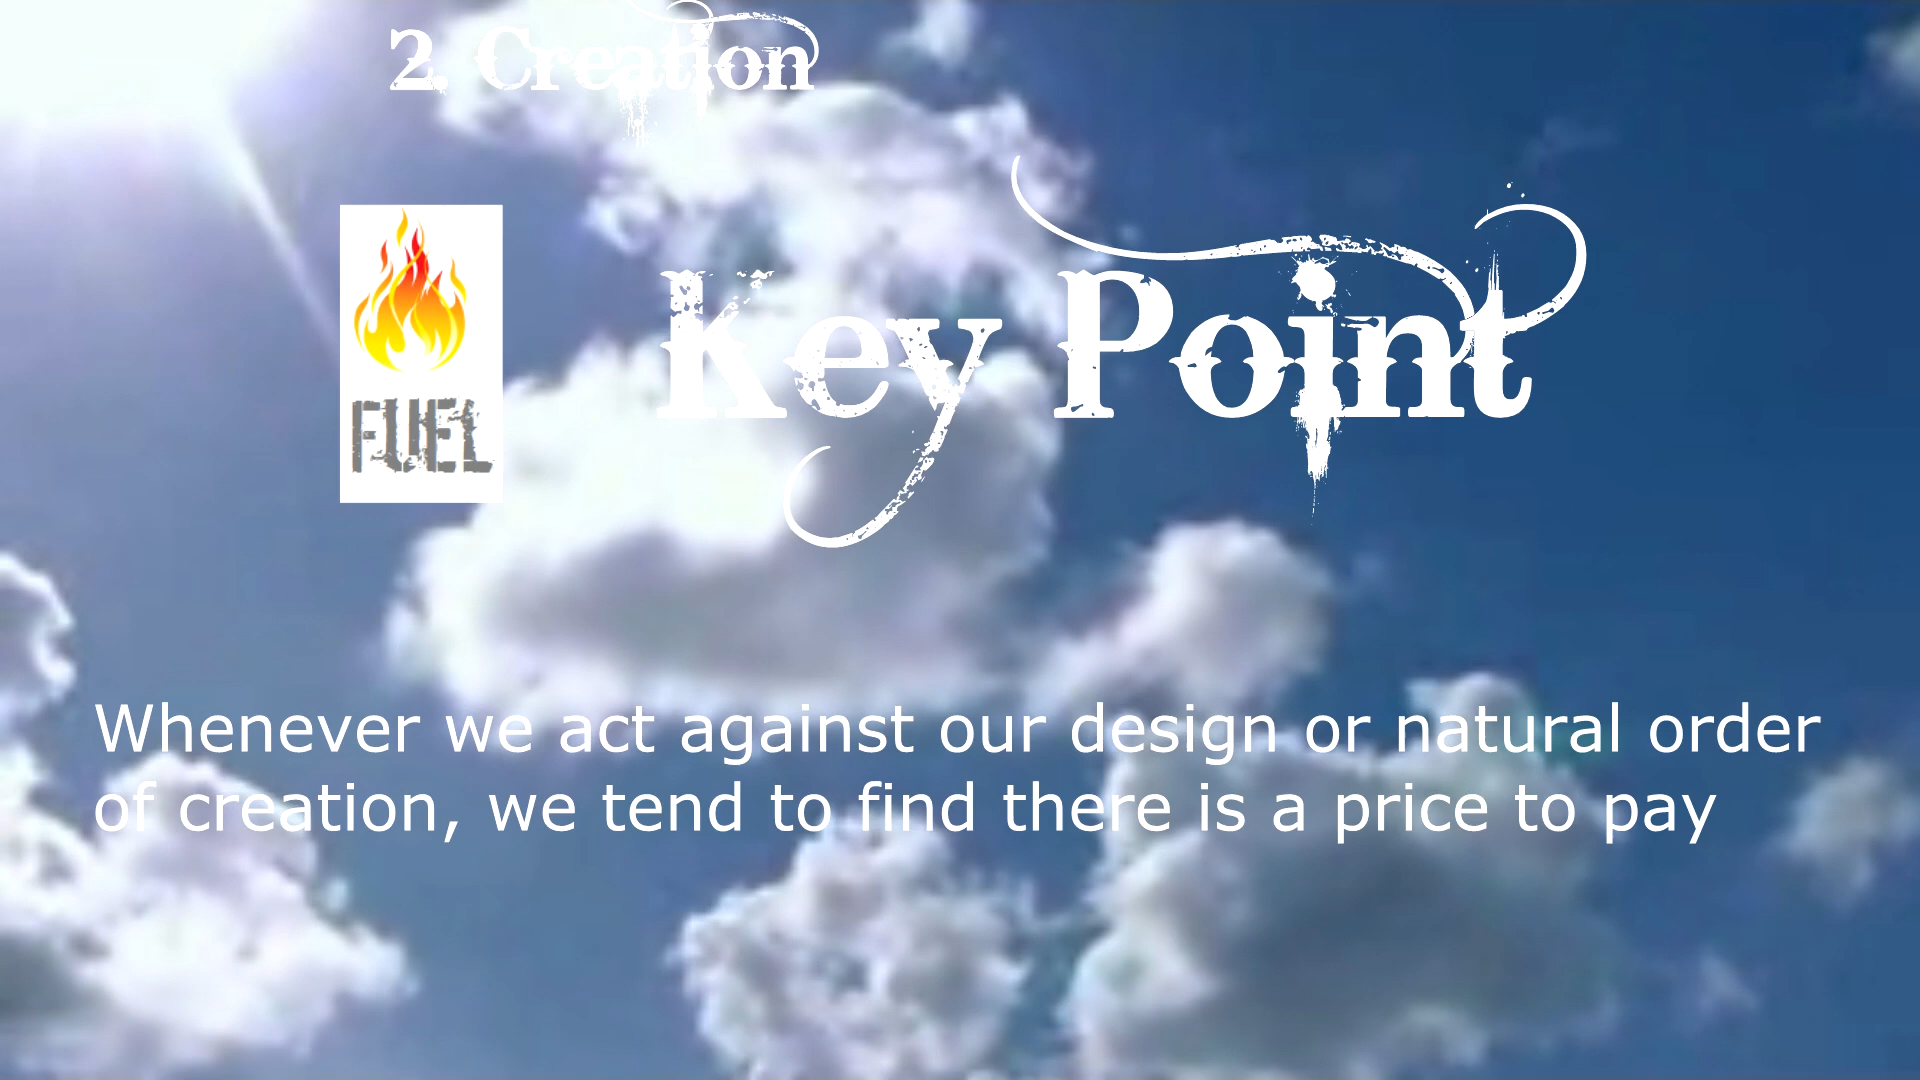 2. Creation
Key Point
FUEL
Whenever we act against our design or natural order
of creation, we tend to find there is a price to pay